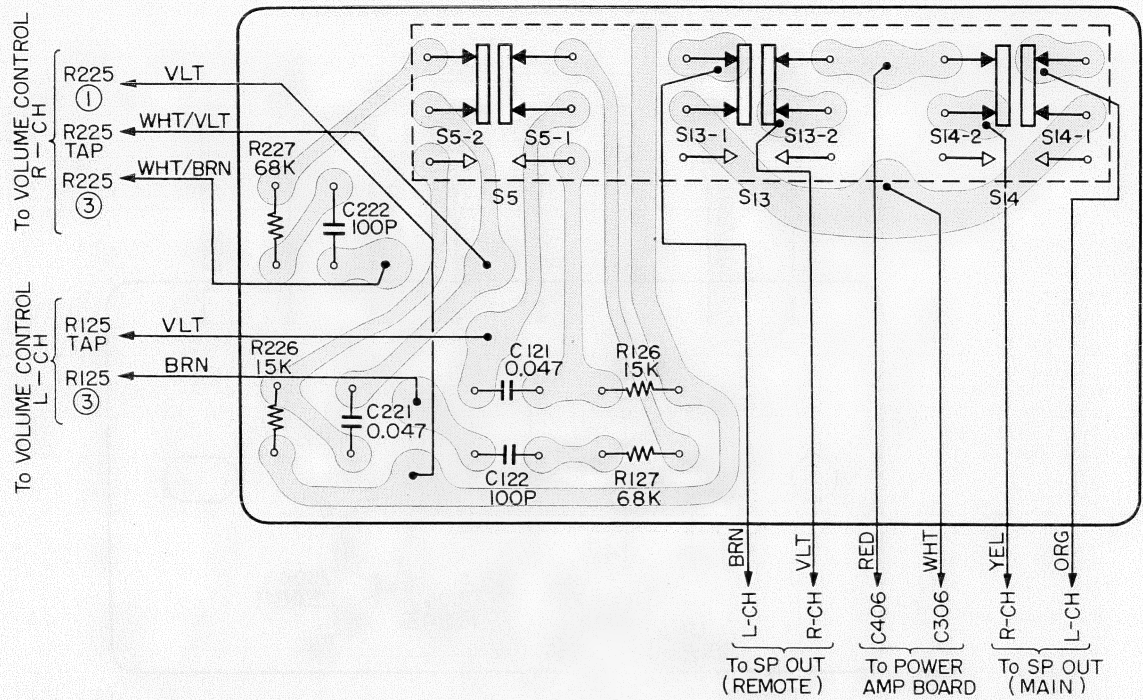 To VOLUME CONTROL
R-CH
R225
1
VLT
R225
TAP
WHT/VLT
R225
3
WHT/BRN
To VOLUME CONTROL
L-CH
R125
TAP
VLT
R125
3
BRN
R227
68K
C222
100P
R226
15K
C221
0.047
S5-2
S5-1
S5
C121
0.047
R126
15K
C122
100P
R127
68K
S13-1
S13-2
S13
S14-2
S14-1
S14
BRN
VLT
RED
WHT
YEL
ORG
L-CH
R-CH
C406
C306
R-CH
L-CH
To SP OUT
(REMOTE)
To POWER
AMP BOARD
To SP OUT
(MAIN)